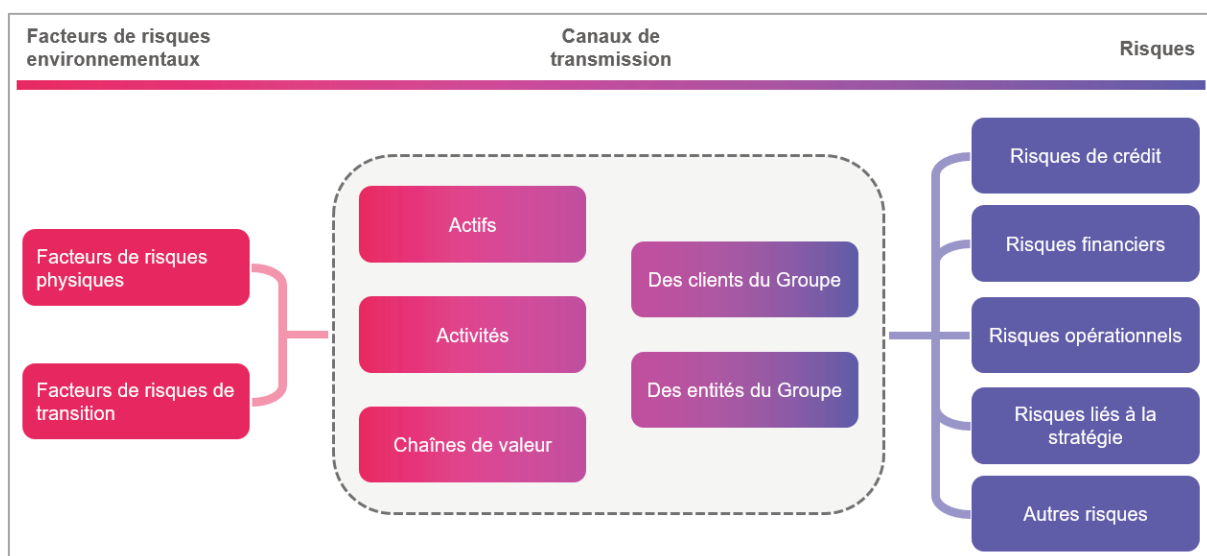 Facteurs de risques
environnementaux
Canaux de
transmission
Risques
Facteurs de risques
physiques
Facteurs de risques de
transition
Actifs
Activités
Chaînes de valeur
Des clients du Groupe
Des entités du Groupe
Risques de crédit
Risques financiers
Risques opérationnels
Risques liés à la
stratégie
Autres risques